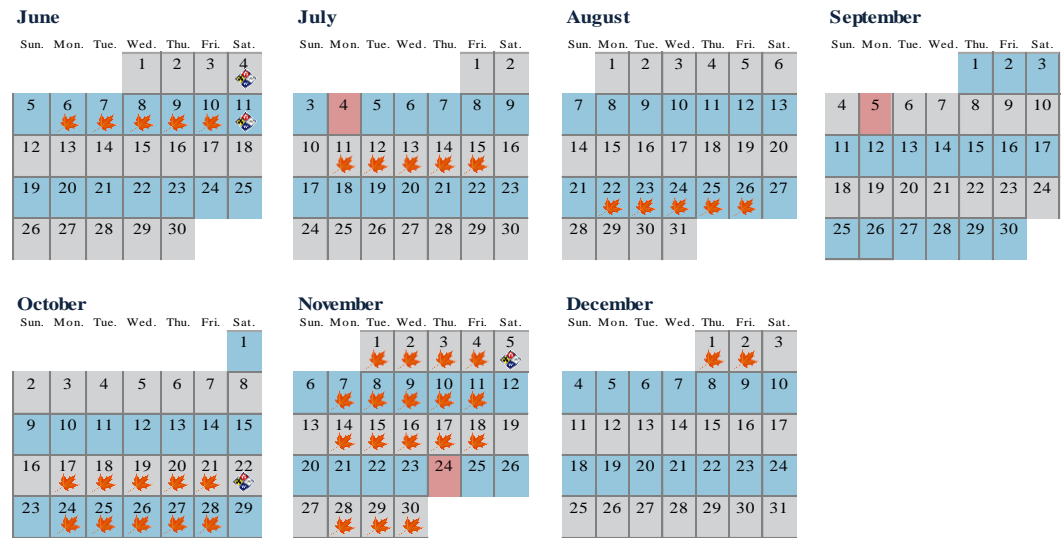 June July August September
Sun. Mon. Tue. Wed. Thu. Fri. Sat. Sun. Mon. Tue. Wed. Thu. Fri. Sat. Sun. Mon. Tue. Wed. Thu. Fri. Sat. Sun. Mon. Tue. Wed. Thu. Fri. Sat.
1 2 3 4 1 2 1 2 3 4 5 6 1 2 3
5 6 7 8 9 10 11 3 4 5 6 7 8 9 7 8 9 10 11 12 13 4 5 6 7 8 9 10
12 13 14 15 16 17 18 10 11 12 13 14 15 16 14 15 16 17 18 19 20 11 12 13 14 15 16 17
19 20 21 22 23 24 25 17 18 19 20 21 22 23 21 22 23 24 25 26 27 18 19 20 21 22 23 24
26 27 28 29 30 24 25 26 27 28 29 30 28 29 30 31 25 26 27 28 29 30
October November December
Sun. Mon. Tue. Wed. Thu. Fri. Sat. Sun. Mon. Tue. Wed. Thu. Fri. Sat. Sun. Mon. Tue. Wed. Thu. Fri. Sat.
1 1 2 3 4 5 1 2 3
2 3 4 5 6 7 8 6 7 8 9 10 11 12 4 5 6 7 8 9 10
9 10 11 12 13 14 15 13 14 15 16 17 18 19 11 12 13 14 15 16 17
16 17 18 19 20 21 22 20 21 22 23 24 25 26 18 19 20 21 22 23 24
23 24 25 26 27 28 29 27 28 29 30 25 26 27 28 29 30 31